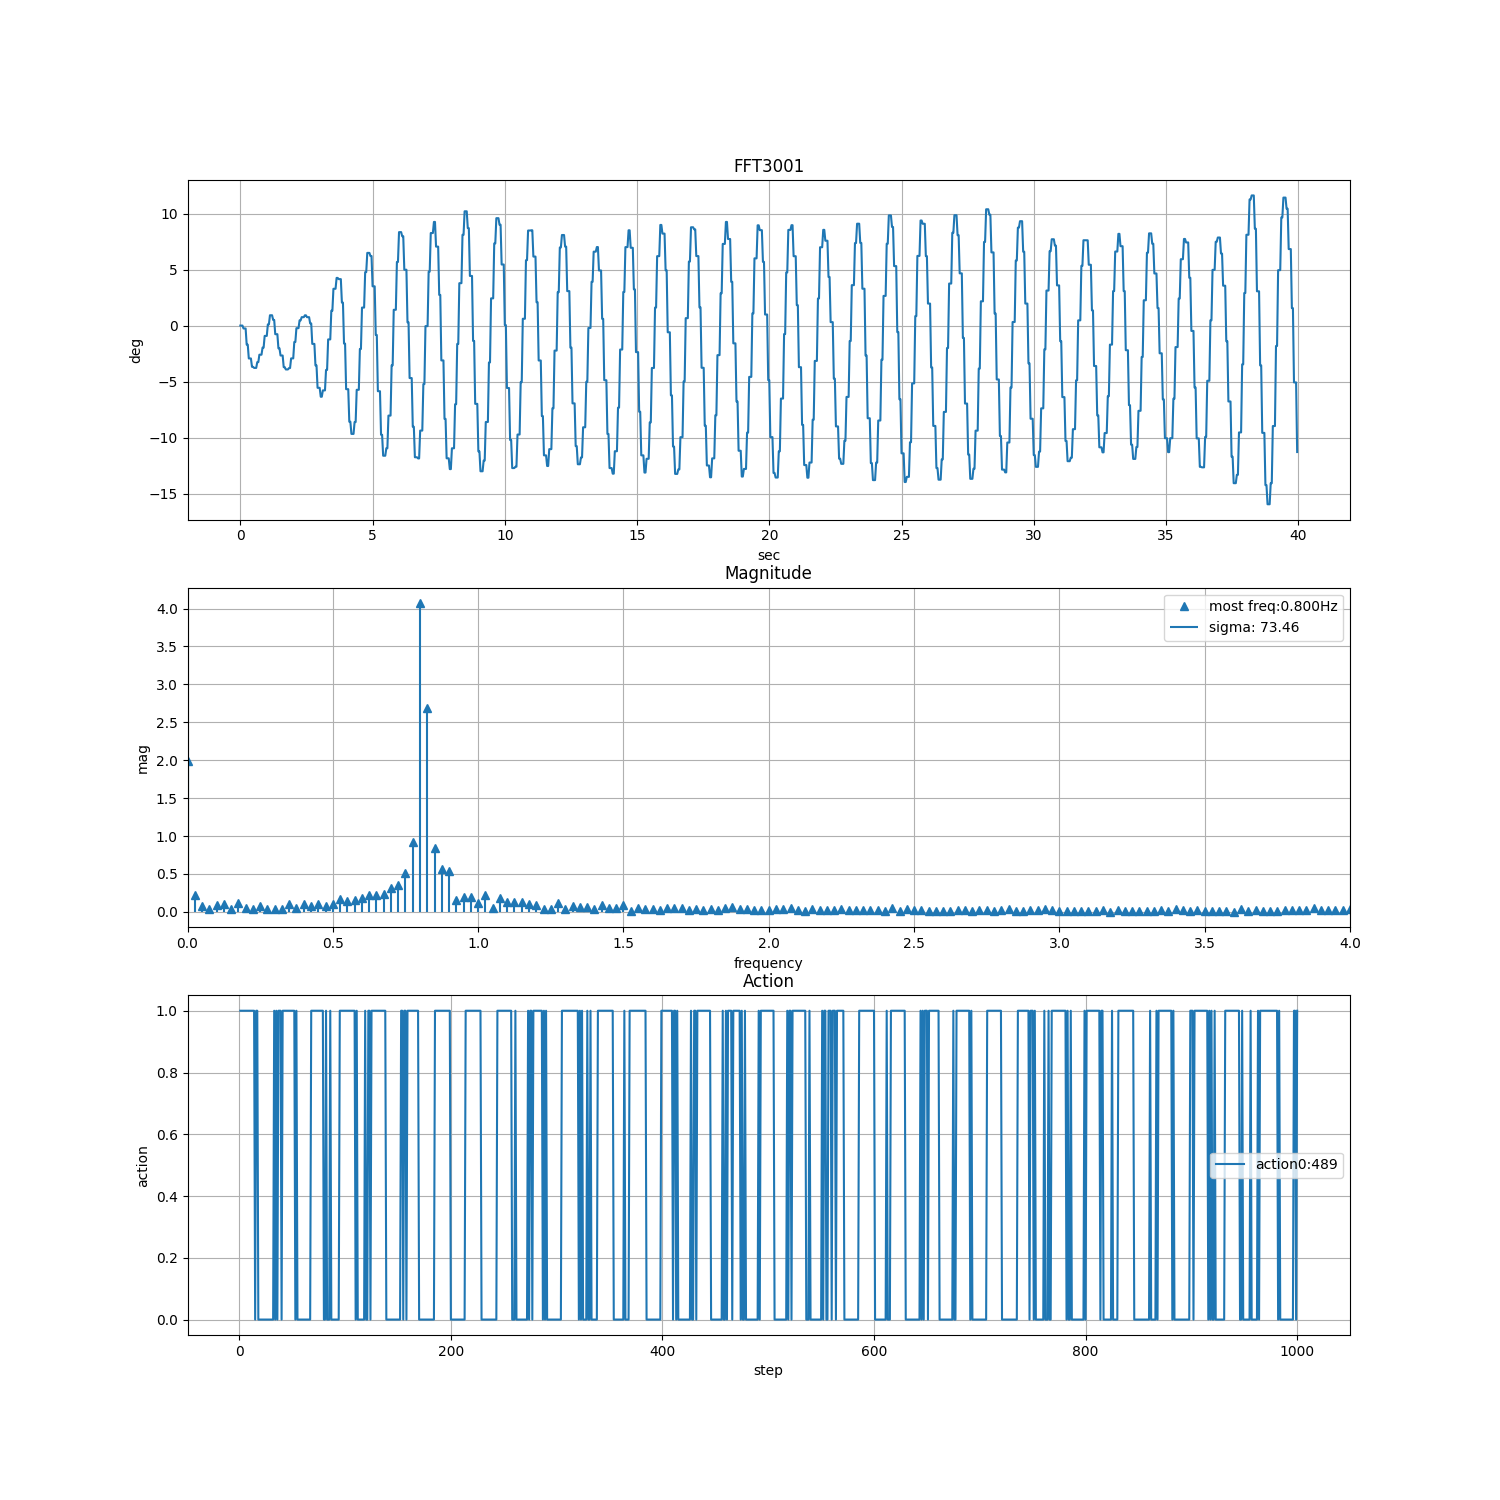 FFT3001
10
5
0
−5
−10
−15
deg
0 5 10 15 20 25 30 35 40
sec
Magnitude
4.0
3.5
3.0
2.5
2.0
1.5
1.0
0.5
0.0
mag
most freq:0.800Hz
sigma: 73.46
0.0 0.5 1.0 1.5 2.0 2.5 3.0 3.5 4.0
frequency
Action
1.0
0.8
0.6
0.4
0.2
0.0
action
action0:489
0 200 400 600 800 1000
step